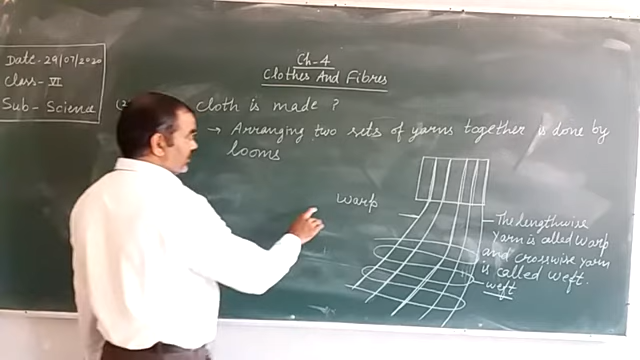 Date- 29/07/2020
Class- VI
Sub- Science
Ch-4
Clothes And Fibres
(2) cloth is made ?
→ Arranging two sets of yarns together is done by
looms
warp
The lengthwise
yarn is called warp
and crosswise yarn
is called weft.
weft